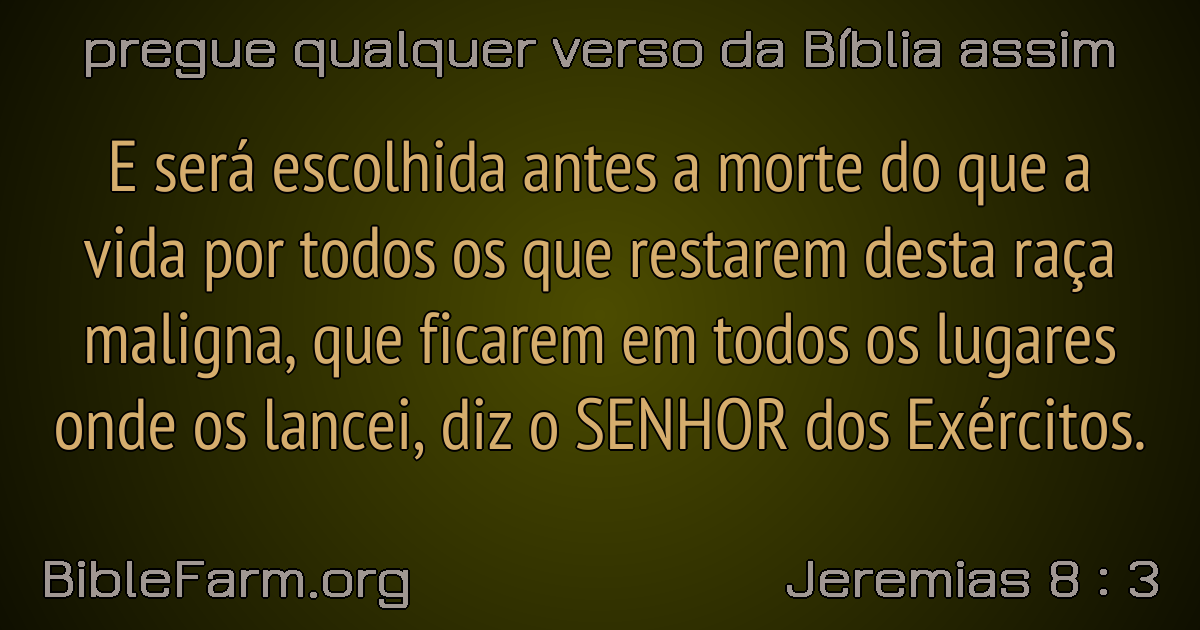 pregue qualquer verso da Bíblia assim
E será escolhida antes a morte do que a
vida por todos os que restarem desta raça
maligna, que ficarem em todos os lugares
onde os lancei, diz o SENHOR dos Exércitos.
BibleFarm.org
Jeremias 8 : 3